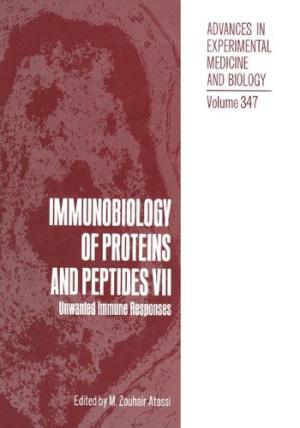 ADVANCES IN
EXPERIMENTAL
MEDICINE
AND BIOLOGY
Volume 347
IMMUNOBIOLOGY
OF PROTEINS
AND PEPTIDES VII
Unwanted Immune Responses
Edited by M. Zouhair Atassi